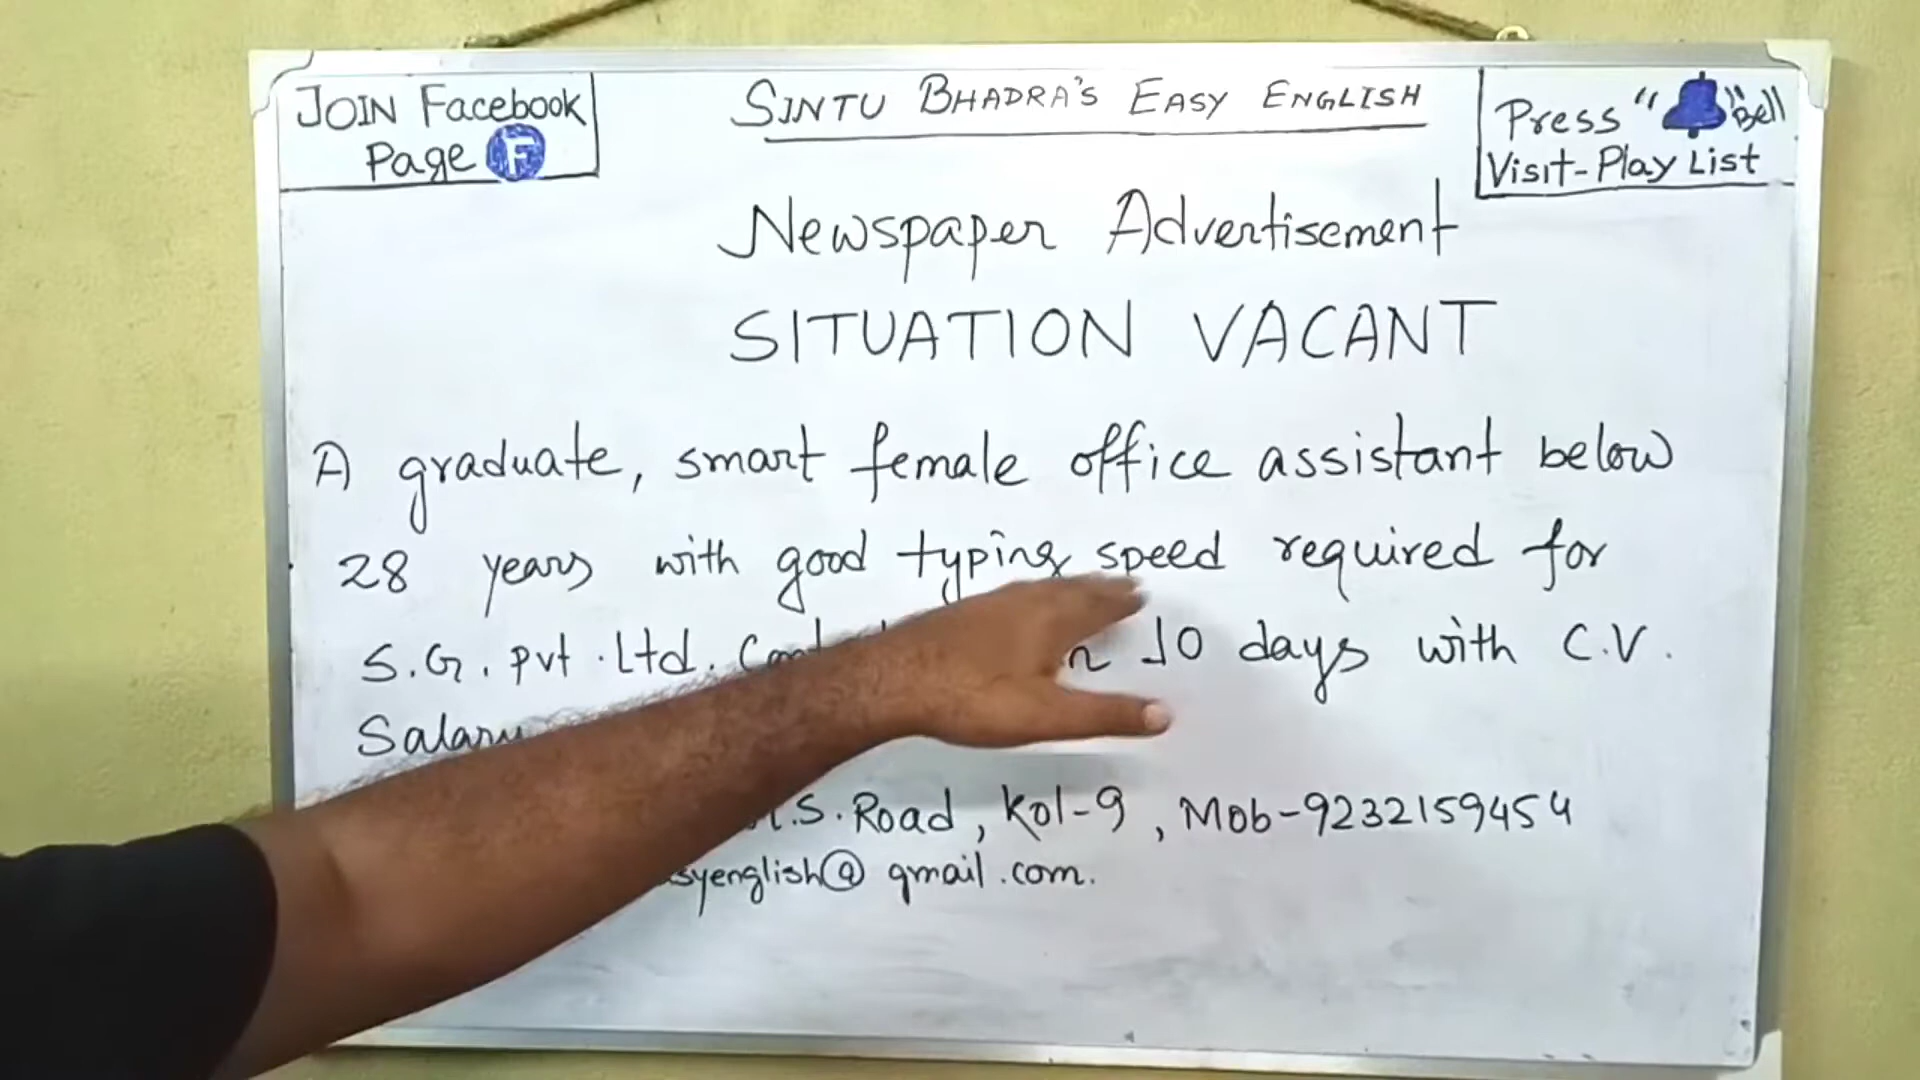 JOIN Facebook
Page F
SINTU BHADRA'S EASY ENGLISH
Press "🔔" Bell
Visit-Play List
Newspaper Advertisement
SITUATION VACANT
A graduate, smart female office assistant below
28 years with good typing speed required for
S.G. Pvt. Ltd. 10 days with C.V.
Salary
.S. Road, Kol-9, Mob-9232159454
syenglish@gmail.com.